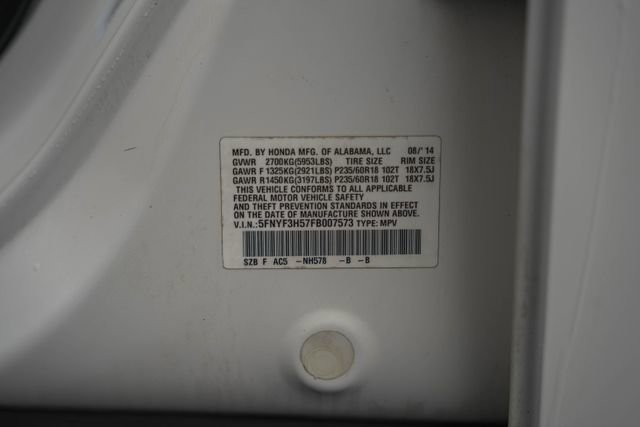 MFD. BY HONDA MFG. OF ALABAMA, LLC 08/'14
GVWR 2700KG(5953LBS) TIRE SIZE RIM SIZE
GAWR F 1325KG(2921LBS) P235/60R18 102T 18X7.5J
GAWR R1450KG(3197LBS) P235/60R18 102T 18X7.5J
THIS VEHICLE CONFORMS TO ALL APPLICABLE
FEDERAL MOTOR VEHICLE SAFETY
AND THEFT PREVENTION STANDARDS IN EFFECT
ON THE DATE OF MANUFACTURE SHOWN ABOVE.
V.I.N.:5FNYF3H57FB007573 TYPE: MPV
SZB F AC5 -NH578 -B -B